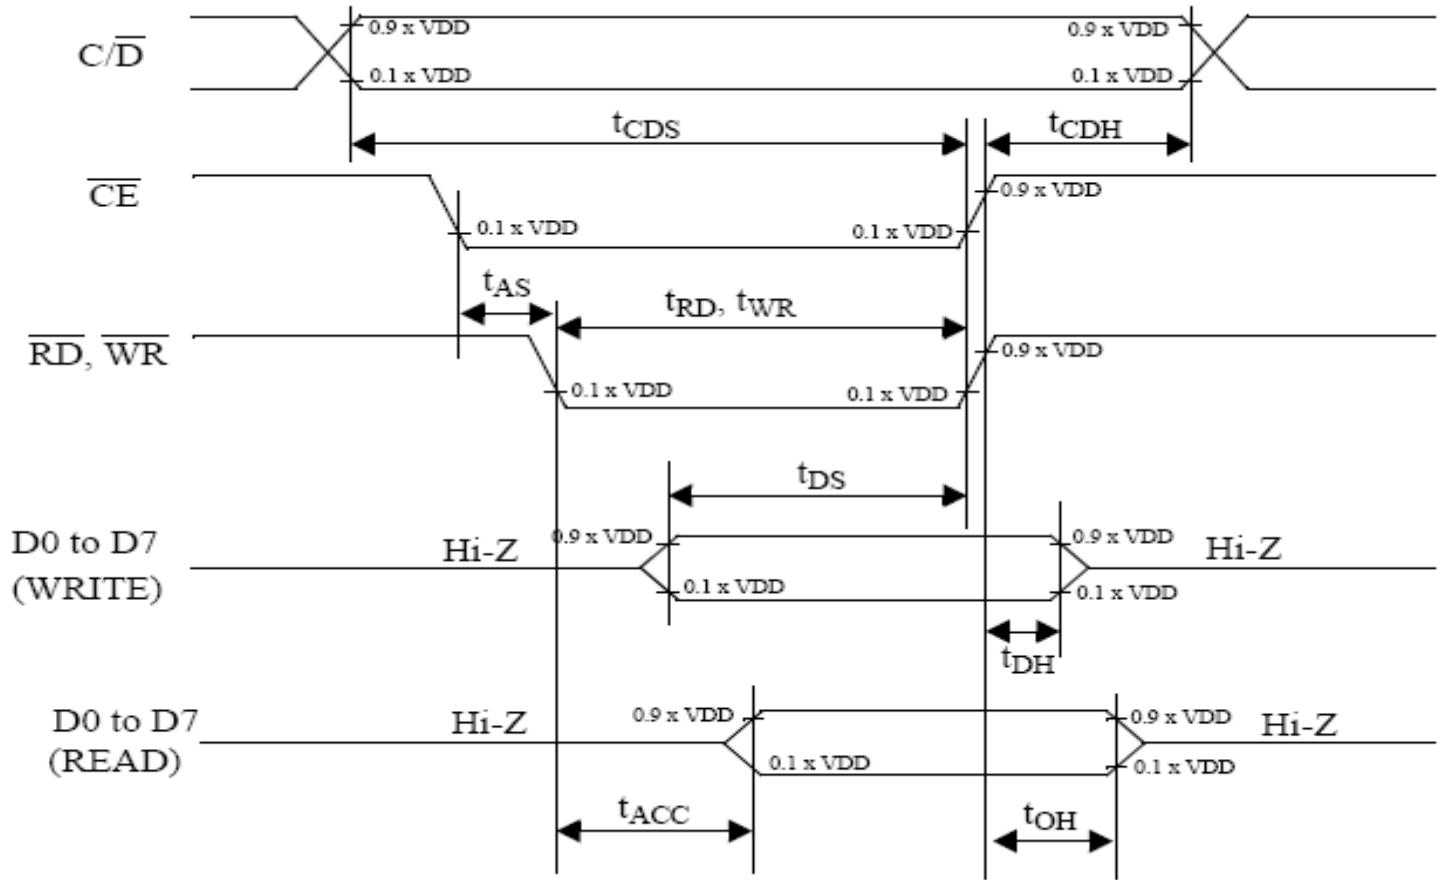 C/D̅
0.9 x VDD
0.9 x VDD
0.1 x VDD
0.1 x VDD
tCDS
tCDH
C̅E̅
0.9 x VDD
0.1 x VDD
0.1 x VDD
tAS
tRD, tWR
R̅D̅, W̅R̅
0.9 x VDD
0.1 x VDD
0.1 x VDD
tDS
D0 to D7
(WRITE)
Hi-Z
0.9 x VDD
0.9 x VDD
Hi-Z
0.1 x VDD
0.1 x VDD
tDH
D0 to D7
(READ)
Hi-Z
0.9 x VDD
0.9 x VDD
Hi-Z
0.1 x VDD
0.1 x VDD
tACC
tOH